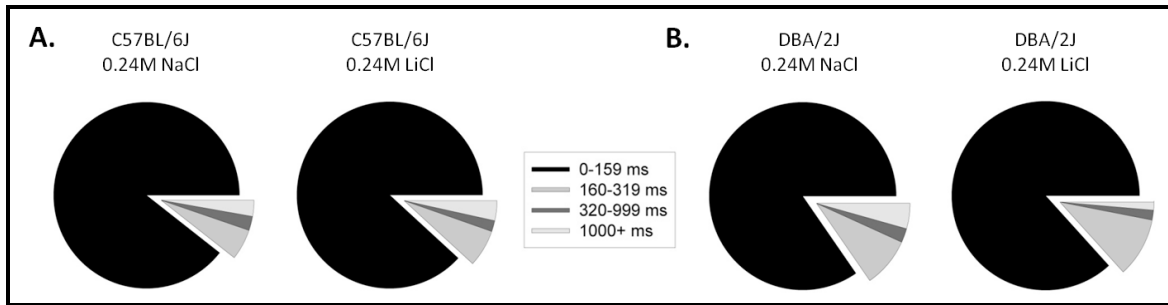 A.
C57BL/6J
0.24M NaCl
C57BL/6J
0.24M LiCl
0-159 ms
160-319 ms
320-999 ms
1000+ ms
B.
DBA/2J
0.24M NaCl
DBA/2J
0.24M LiCl